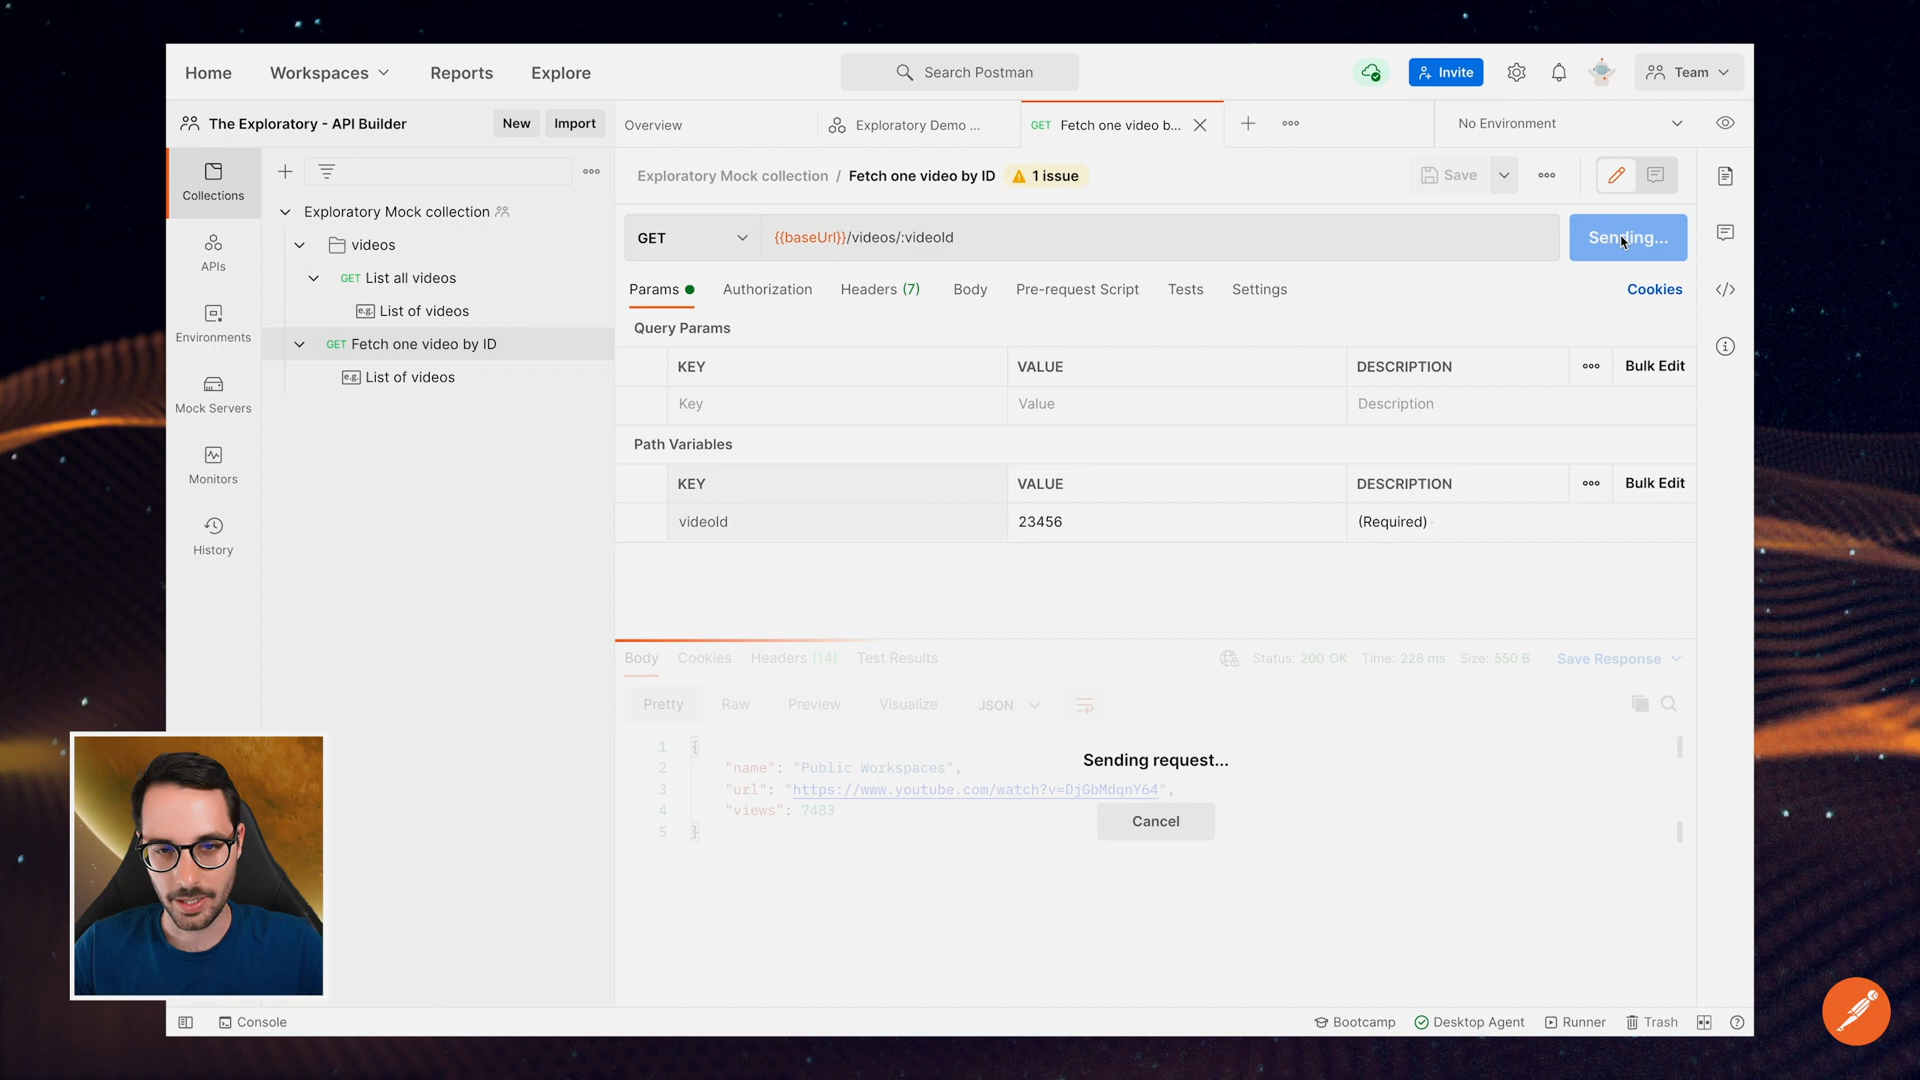 Home Workspaces Reports Explore Search Postman Invite Team
The Exploratory - API Builder New Import Overview Exploratory Demo ... GET Fetch one video b... No Environment
Collections
APIs
Environments
Mock Servers
Monitors
History
Exploratory Mock collection
videos
GET List all videos
e.g. List of videos
GET Fetch one video by ID
e.g. List of videos
Exploratory Mock collection / Fetch one video by ID 1 issue Save
GET {{baseUrl}}/videos/:videoId Sending...
Params Authorization Headers (7) Body Pre-request Script Tests Settings Cookies
Query Params
KEY VALUE DESCRIPTION Bulk Edit
Key Value Description
Path Variables
KEY VALUE DESCRIPTION Bulk Edit
videoId 23456 (Required)
Body Cookies Headers (14) Test Results Status: 200 OK Time: 228 ms Size: 550 B Save Response
Pretty Raw Preview Visualize JSON
1 {
2 "name": "Public Workspaces",
3 "url": "https://www.youtube.com/watch?v=DjGbMdqnY64",
4 "views": 7483
5 }
Sending request...
Cancel
Console Bootcamp Desktop Agent Runner Trash